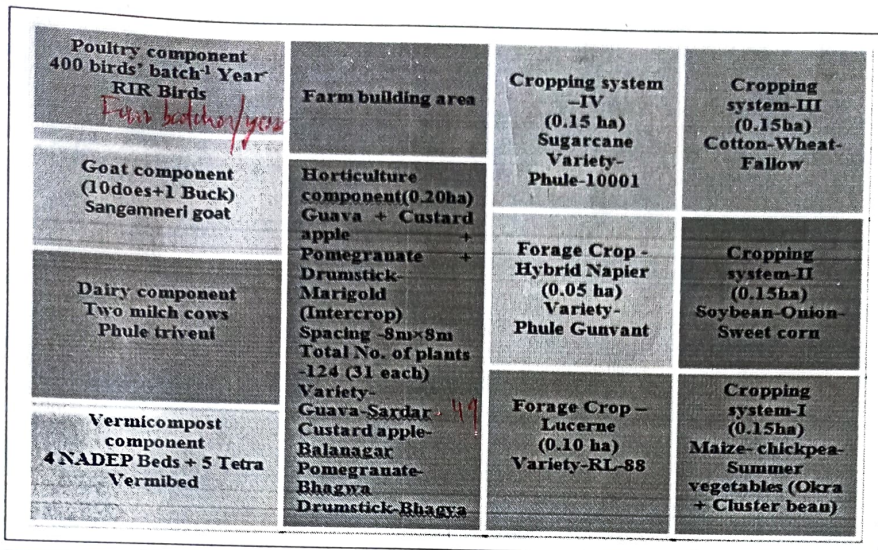 Poultry component
400 birds' batch-1 Year-
RIR Birds
batches/year
Goat component
(10does+1 Buck)
Sangamneri goat
Dairy component
Two milch cows
Phule triveni
Vermicompost
component
4 NADEP Beds + 5 Tetra
Vermibed
Farm building area
Horticulture
component(0.20ha)
Guava + Custard
apple +
Pomegranate +
Drumstick-
Marigold
(Intercrop)
Spacing -8m×8m
Total No. of plants
-124 (31 each)
Variety-
Guava-Sardar - 49
Custard apple-
Balanagar
Pomegranate-
Bhagwa
Drumstick-Bhagya
Cropping system
-IV
(0.15 ha)
Sugarcane
Variety-
Phule-10001
Forage Crop -
Hybrid Napier
(0.05 ha)
Variety-
Phule Gunvant
Forage Crop –
Lucerne
(0.10 ha)
Variety-RL-88
Cropping
system-III
(0.15ha)
Cotton-Wheat-
Fallow
Cropping
system-II
(0.15ha)
Soybean-Onion-
Sweet corn
Cropping
system-I
(0.15ha)
Maize- chickpea-
Summer
vegetables (Okra
+ Cluster bean)